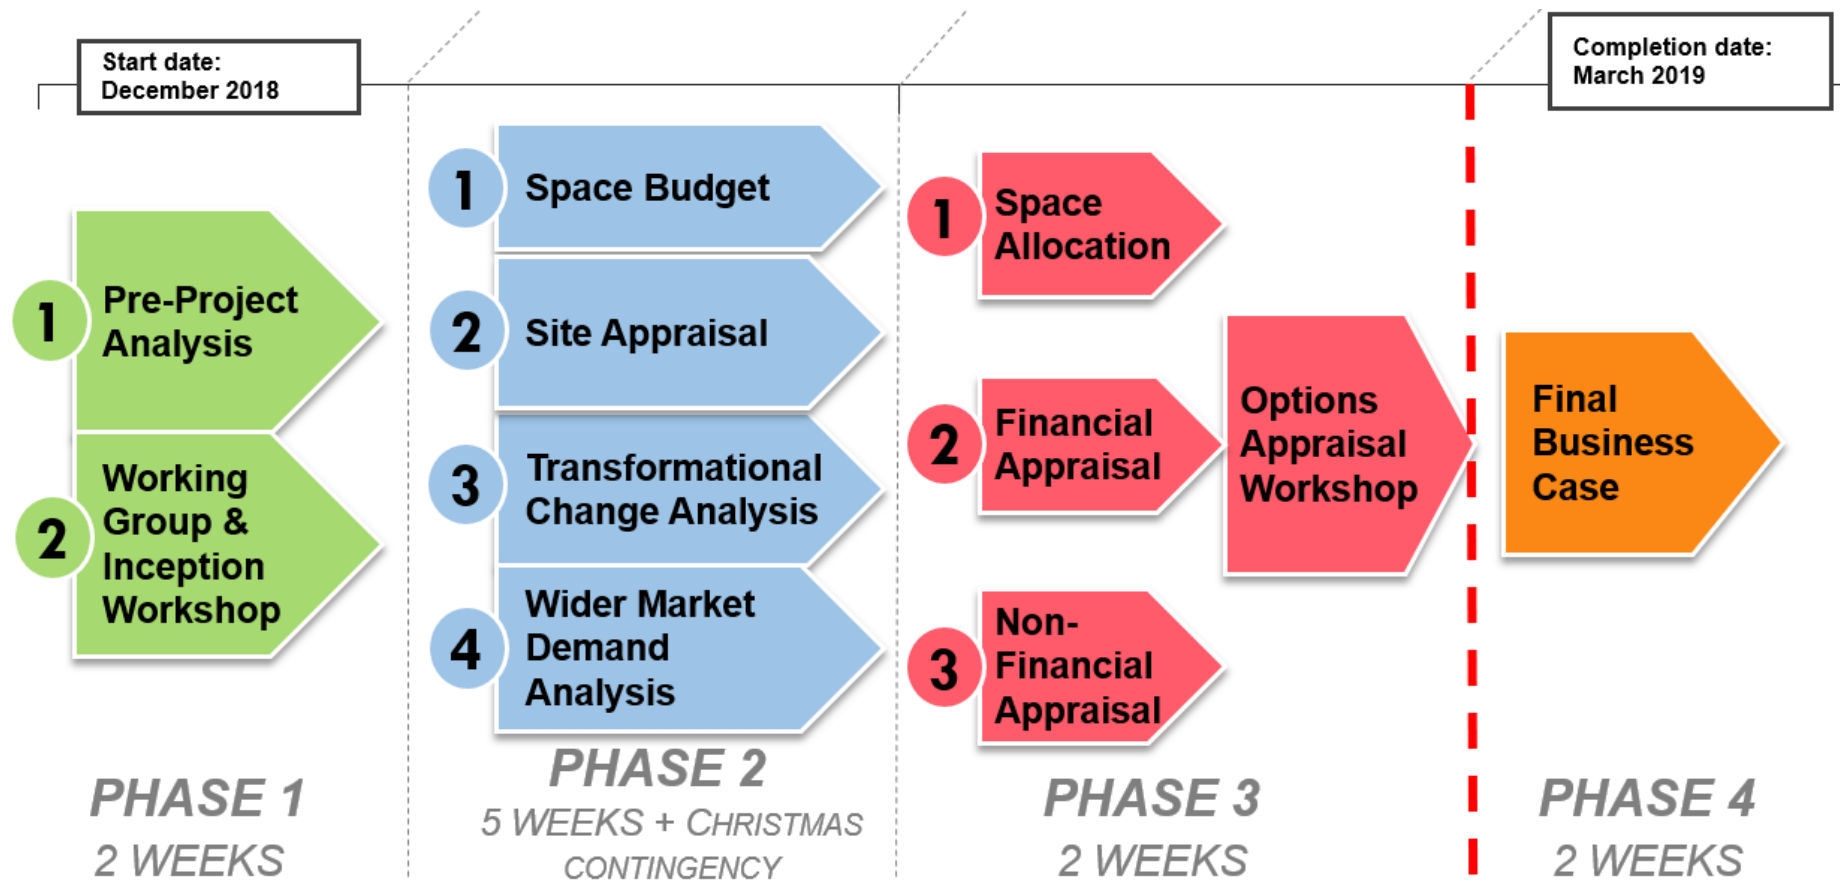 Start date:
December 2018
Completion date:
March 2019
1
Pre-Project
Analysis
2
Working
Group &
Inception
Workshop
PHASE 1
2 WEEKS
1
Space Budget
2
Site Appraisal
3
Transformational
Change Analysis
4
Wider Market
Demand
Analysis
PHASE 2
5 WEEKS + CHRISTMAS
CONTINGENCY
1
Space
Allocation
2
Financial
Appraisal
3
Non-
Financial
Appraisal
Options
Appraisal
Workshop
PHASE 3
2 WEEKS
Final
Business
Case
PHASE 4
2 WEEKS